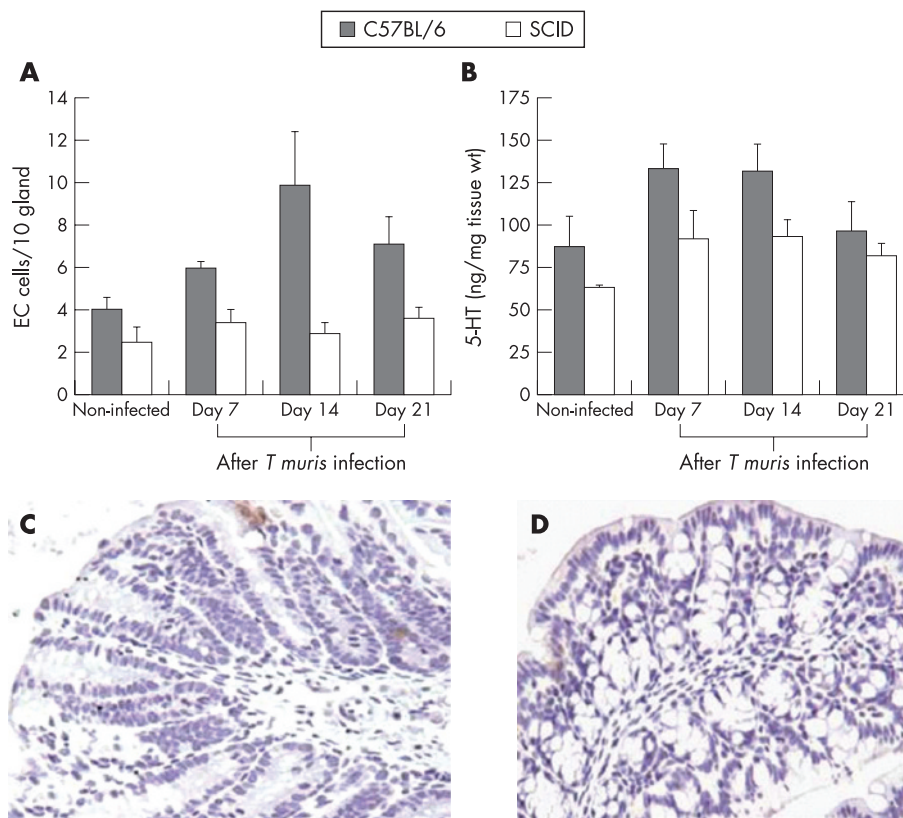 C57BL/6 SCID
A
EC cells/10 gland
14
12
10
8
6
4
2
0
Non-infected Day 7 Day 14 Day 21
After T muris infection
B
5-HT (ng/mg tissue wt)
175
150
125
100
75
50
25
0
Non-infected Day 7 Day 14 Day 21
After T muris infection
C
D